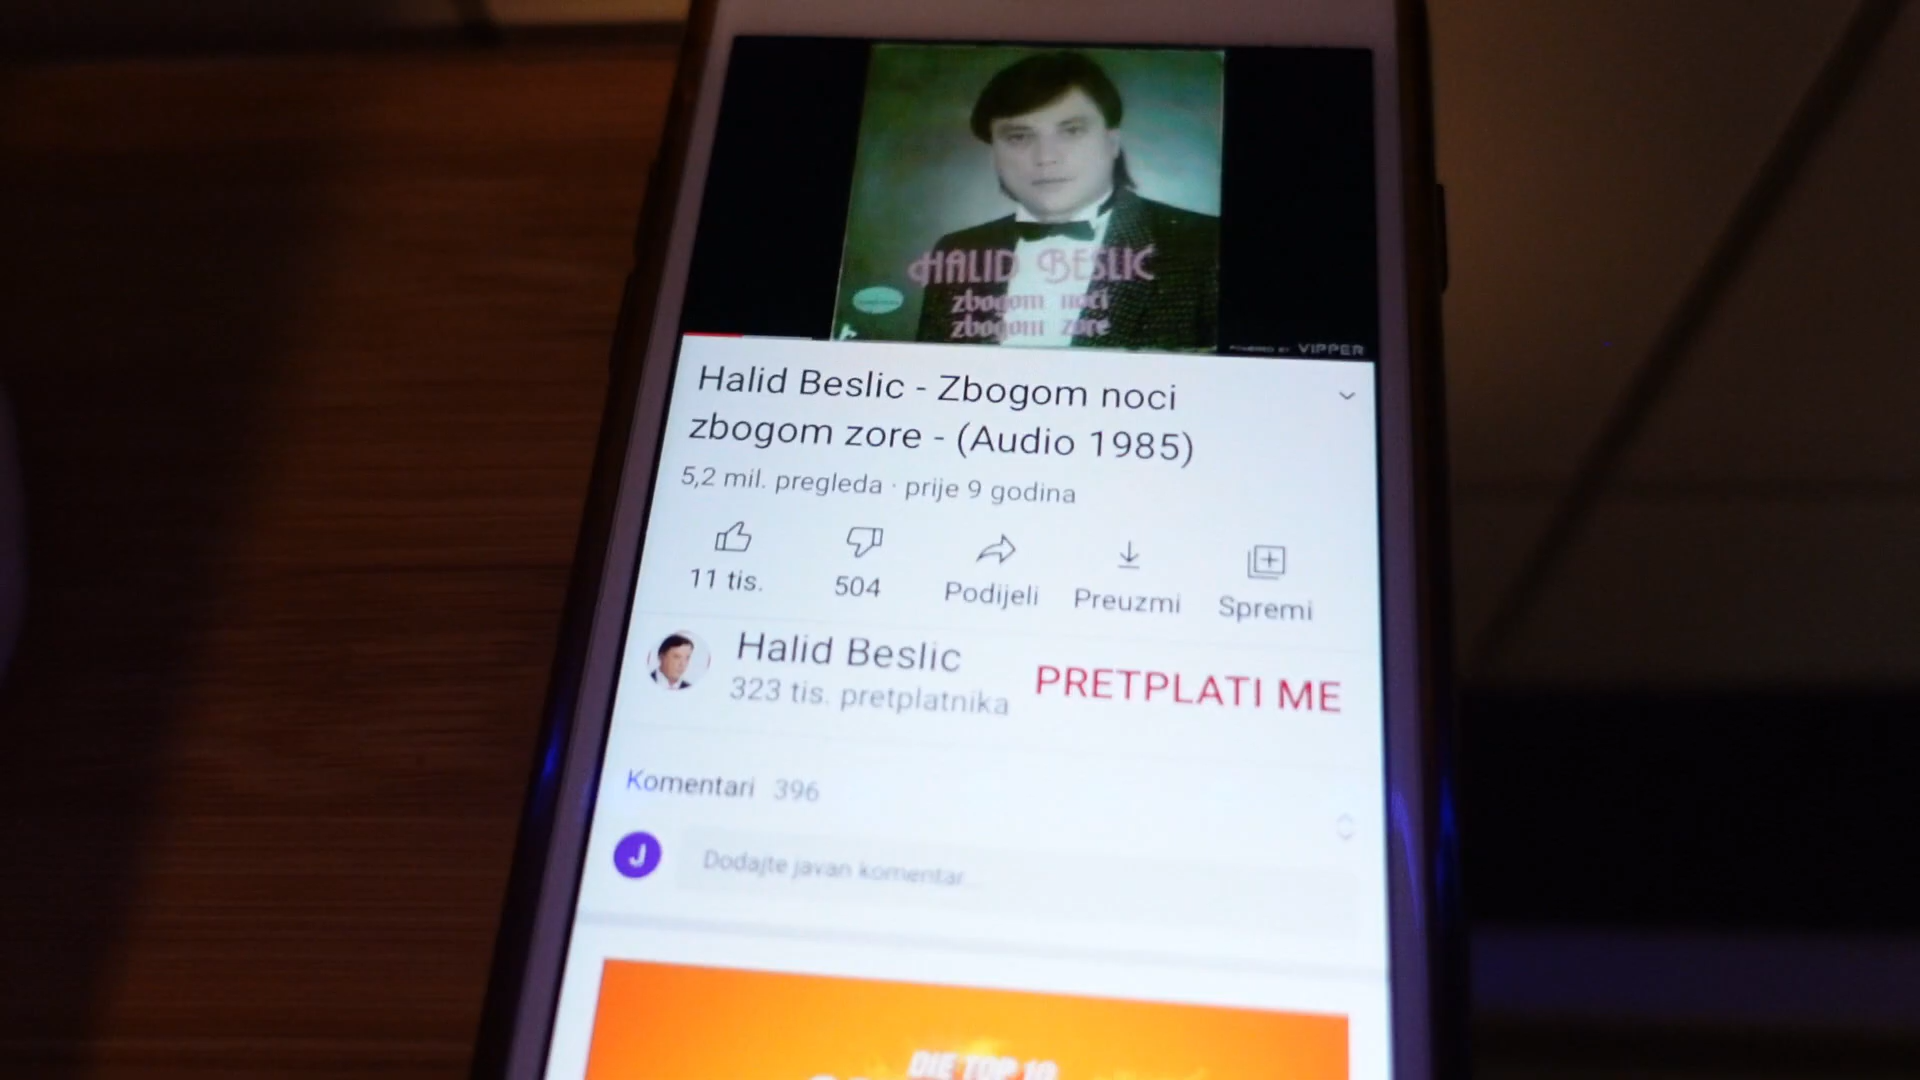 HALID BESLIĆ
zbogom noći
zbogom zore
POWERED BY VIPPER
Halid Beslic - Zbogom noci
zbogom zore - (Audio 1985)
5,2 mil. pregleda · prije 9 godina
11 tis.
504
Podijeli
Preuzmi
Spremi
Halid Beslic
323 tis. pretplatnika
PRETPLATI ME
Komentari 396
J
Dodajte javan komentar...
DIE TOP 10